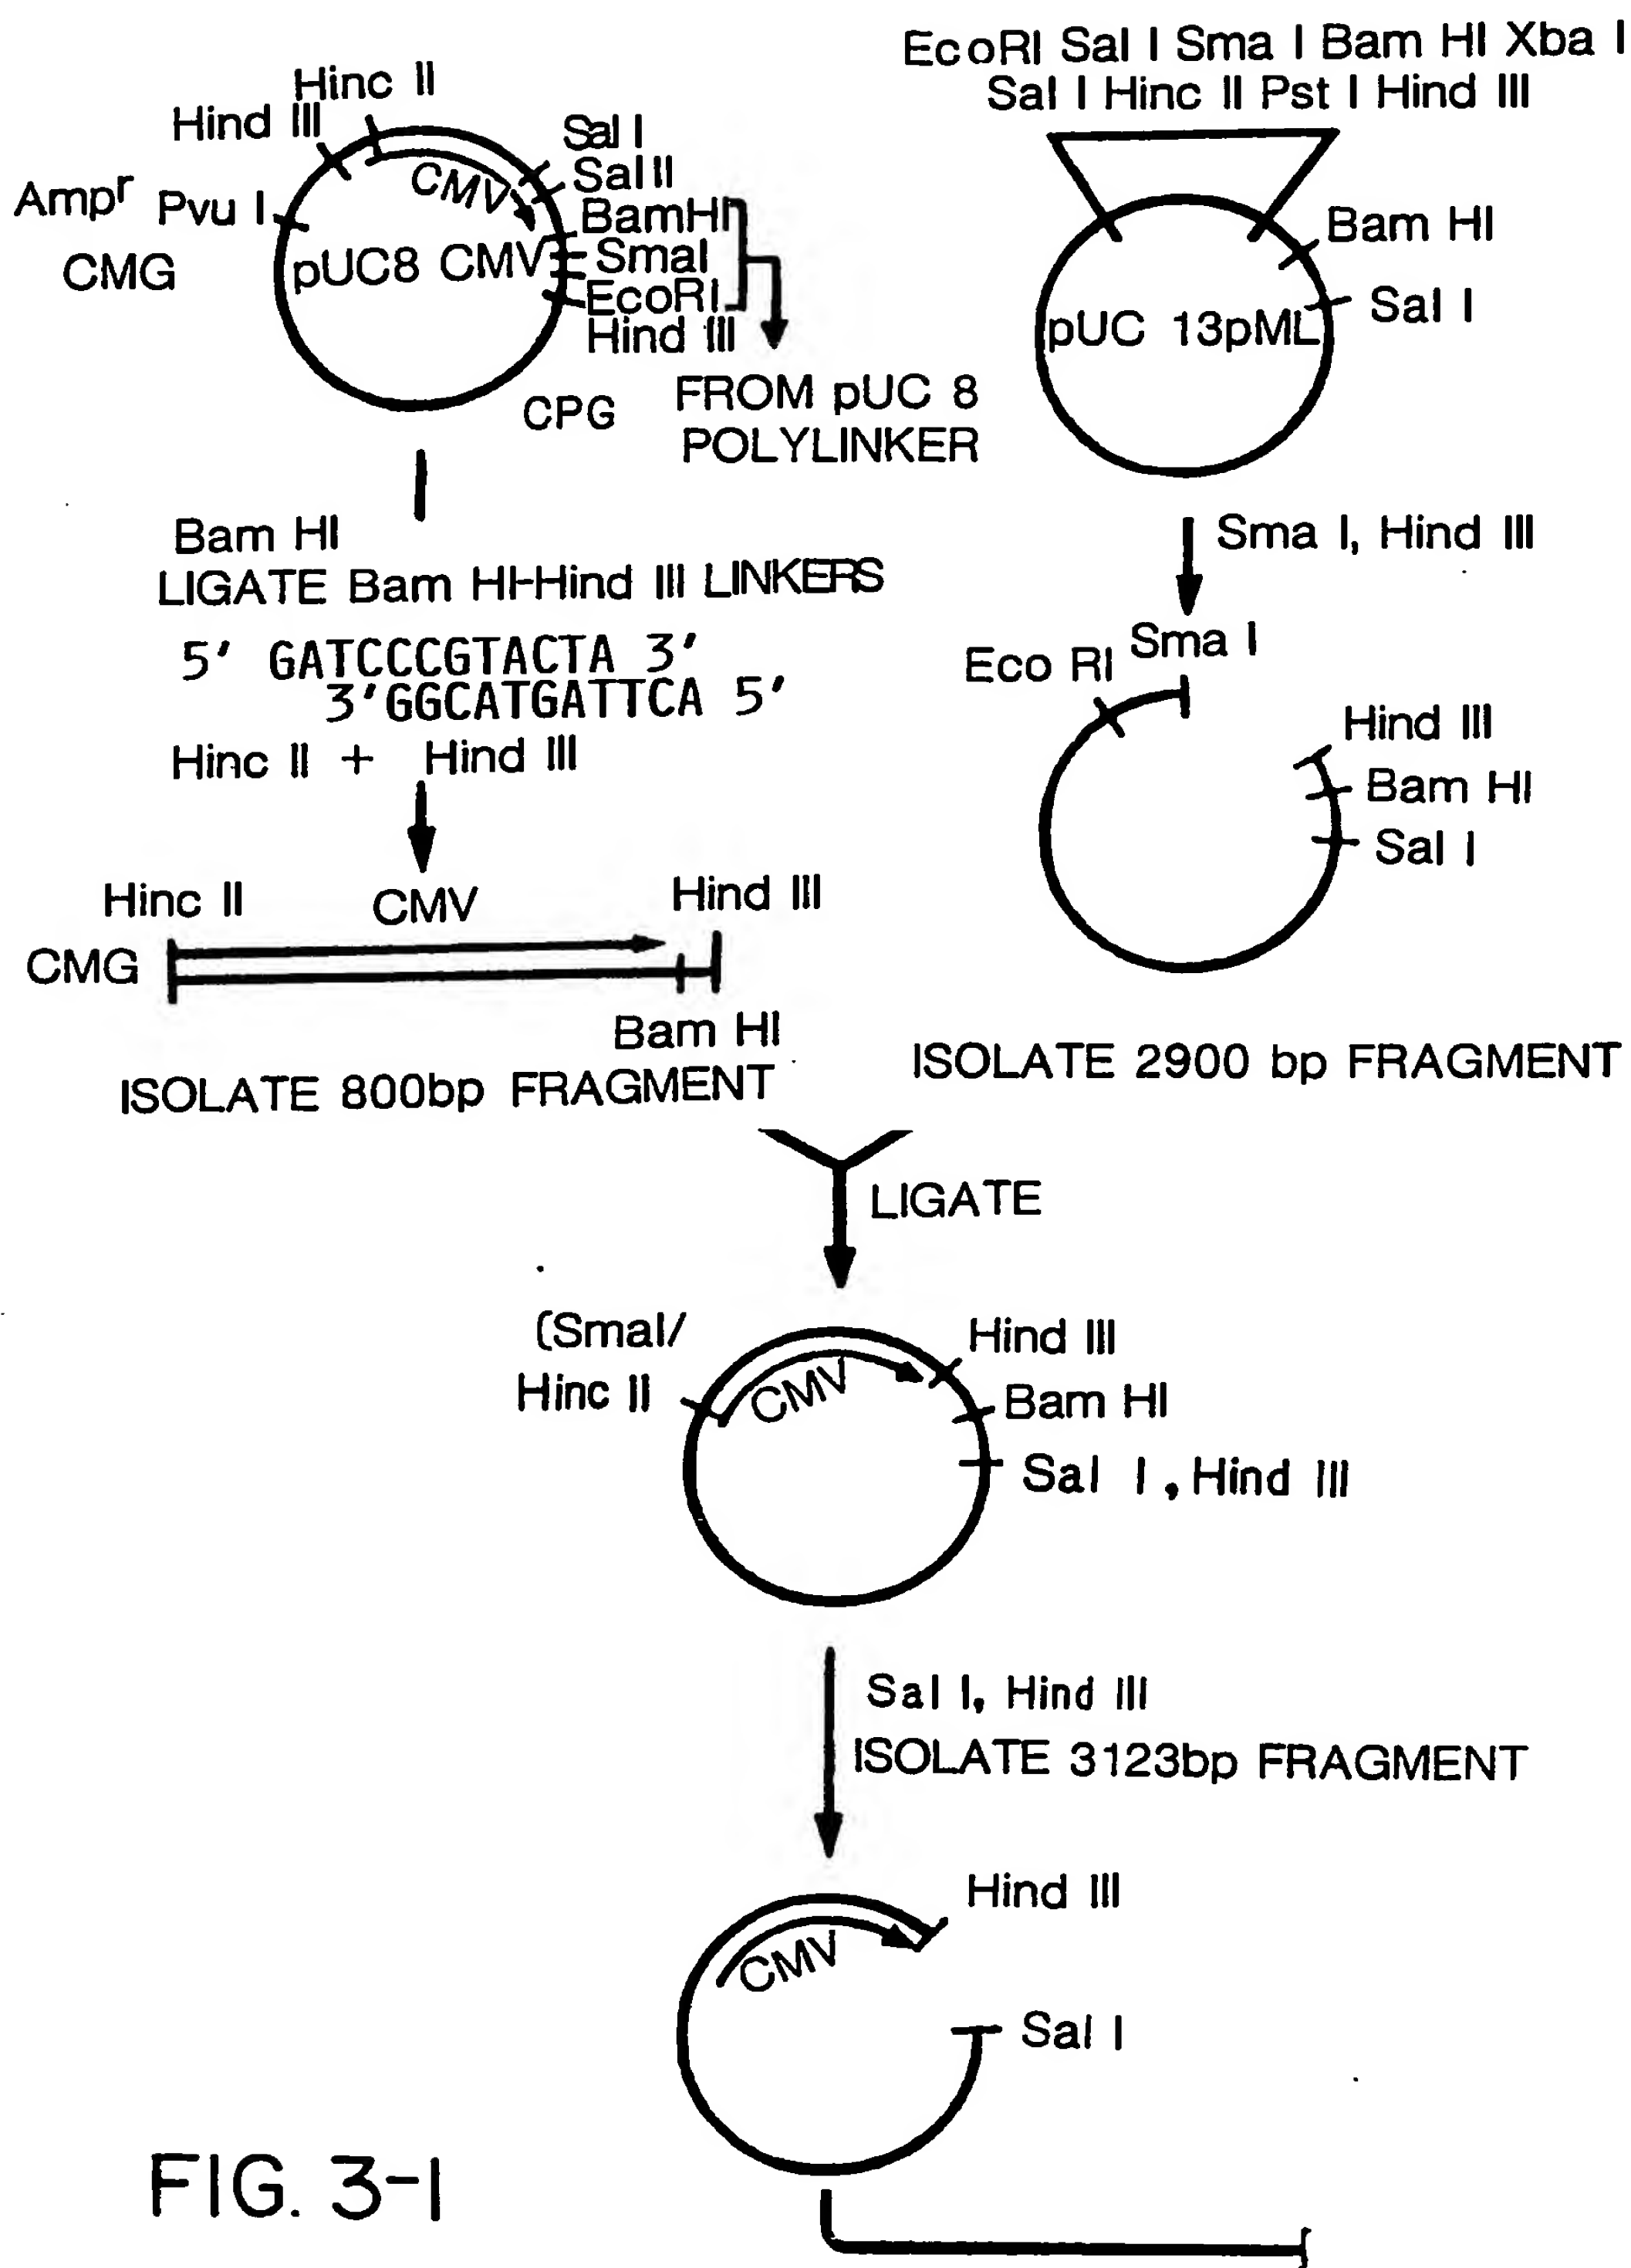 Hinc II
Hind III
Sal I
Sal II
Ampr Pvu I
CMV
BamHI
CMG
pUC8 CMV
SmaI
EcoRI
Hind III
CPG
FROM pUC 8
POLYLINKER
EcoRI Sal I Sma I Bam HI Xba I
Sal I Hinc II Pst I Hind III
Bam HI
Sal I
pUC 13pML
Bam HI
LIGATE Bam HI-Hind III LINKERS
5' GATCCCGTACTA 3'
3'GGCATGATTCA 5'
Hinc II + Hind III
Sma I, Hind III
Sma I
Eco RI
Hind III
Bam HI
Sal I
Hinc II CMV Hind III
CMG
Bam HI
ISOLATE 800bp FRAGMENT
ISOLATE 2900 bp FRAGMENT
LIGATE
(SmaI/
Hinc II
CMV
Hind III
Bam HI
Sal I, Hind III
Sal I, Hind III
ISOLATE 3123bp FRAGMENT
Hind III
CMV
Sal I
FIG. 3-1